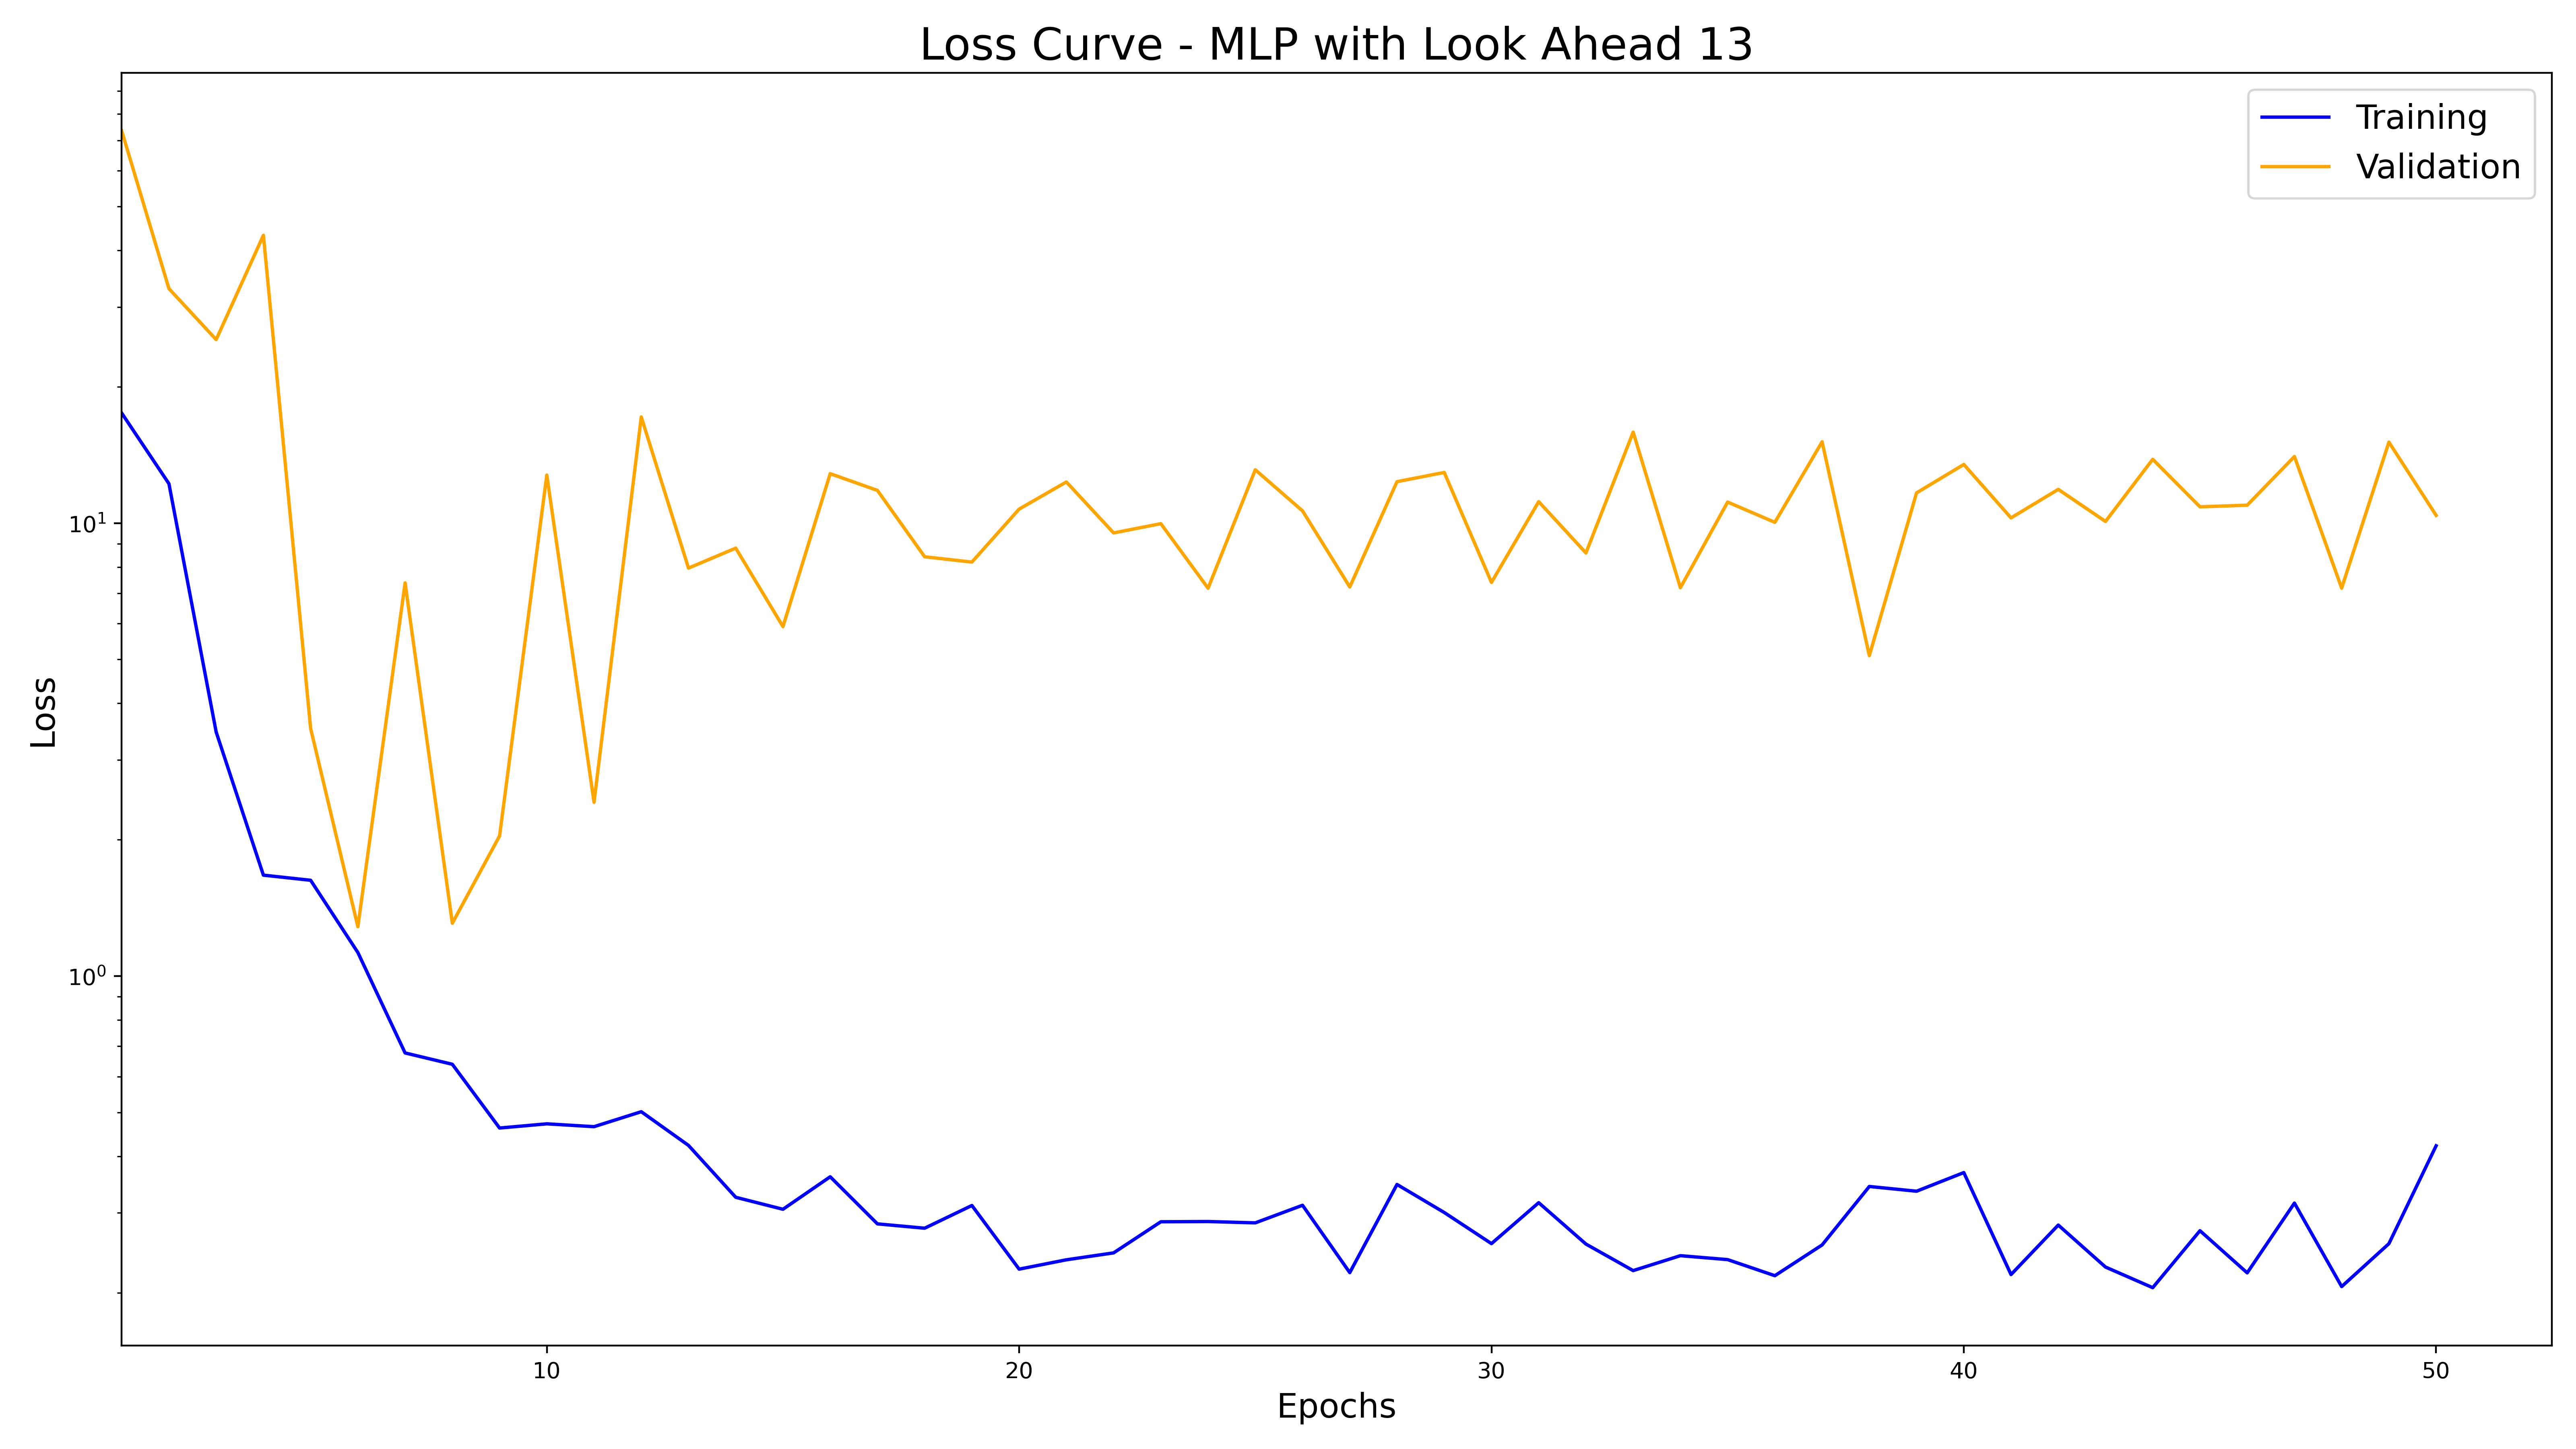 Loss Curve - MLP with Look Ahead 13
Training
Validation
Loss
10¹
10⁰
10 20 30 40 50
Epochs